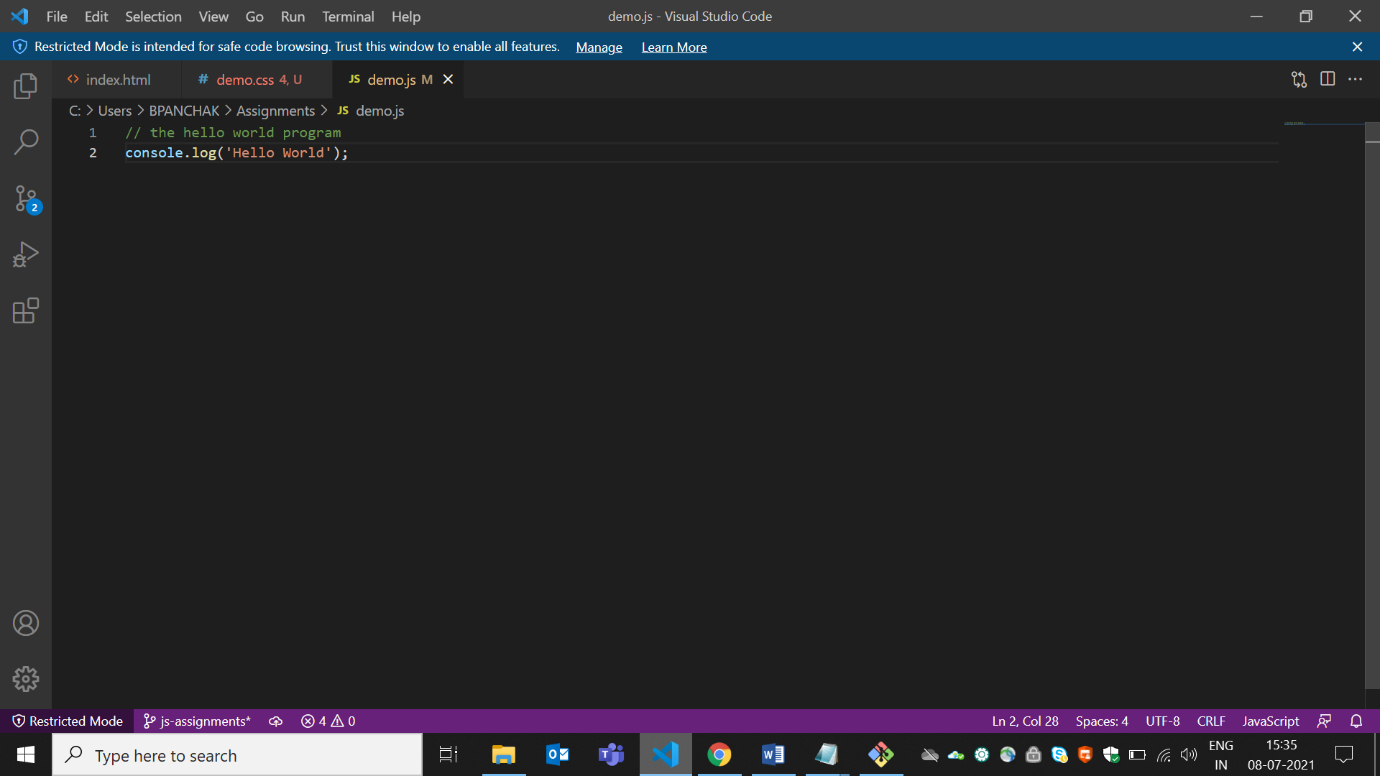 File Edit Selection View Go Run Terminal Help demo.js - Visual Studio Code
Restricted Mode is intended for safe code browsing. Trust this window to enable all features. Manage Learn More
index.html # demo.css 4, U JS demo.js M
C: > Users > BPANCHAK > Assignments > JS demo.js
1 // the hello world program
2 console.log('Hello World');
2
Restricted Mode js-assignments* 4 0 Ln 2, Col 28 Spaces: 4 UTF-8 CRLF JavaScript
Type here to search
ENG 15:35
IN 08-07-2021